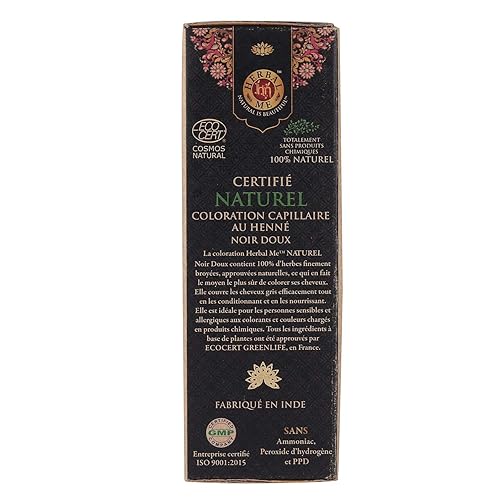 HERBAL ME™
NATURAL IS BEAUTIFUL
ECO
CERT
COSMOS
NATURAL
TOTALEMENT
SANS PRODUITS
CHIMIQUES
100% NATUREL
CERTIFIÉ
NATUREL
COLORATION CAPILLAIRE
AU HENNÉ
NOIR DOUX
La coloration Herbal Me™ NATUREL
Noir Doux contient 100% d'herbes finement
broyées, approuvées naturelles, ce qui en fait
le moyen le plus sûr de colorer ses cheveux.
Elle couvre les cheveux gris efficacement tout
en les conditionnant et en les nourrissant.
Elle est idéale pour les personnes sensibles et
allergiques aux colorants et couleurs chargés
en produits chimiques. Tous les ingrédients à
base de plantes ont été approuvés par
ECOCERT GREENLIFE, en France.
FABRIQUÉ EN INDE
CERTIFIED
GMP
COMPANY
Entreprise certifié
ISO 9001:2015
SANS
Ammoniac,
Peroxide d'hydrogène
et PPD